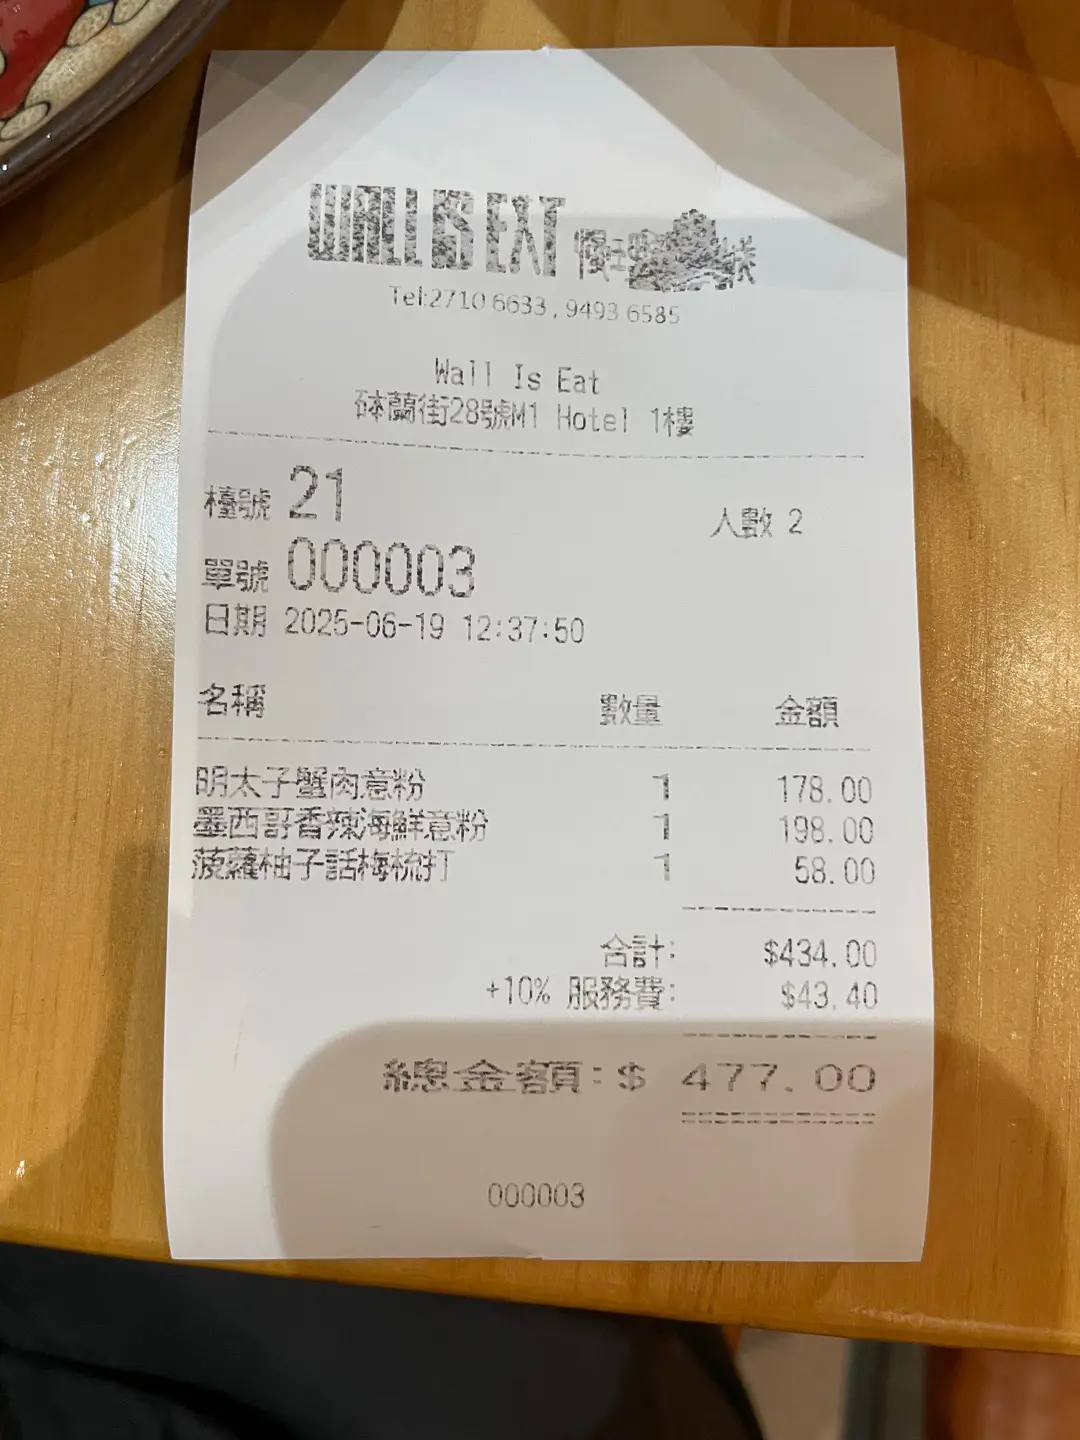 WALL IS EAT
Tel:2710 6633, 9493 6585
Wall Is Eat
砵蘭街28號M1 Hotel 1樓
檯號 21 人數 2
單號 000003
日期 2025-06-19 12:37:50
名稱 數量 金額
明太子蟹肉意粉 1 178.00
墨西哥香辣海鮮意粉 1 198.00
菠蘿柚子話梅梳打 1 58.00
合計: $434.00
+10% 服務費: $43.40
總金額:$ 477.00
000003